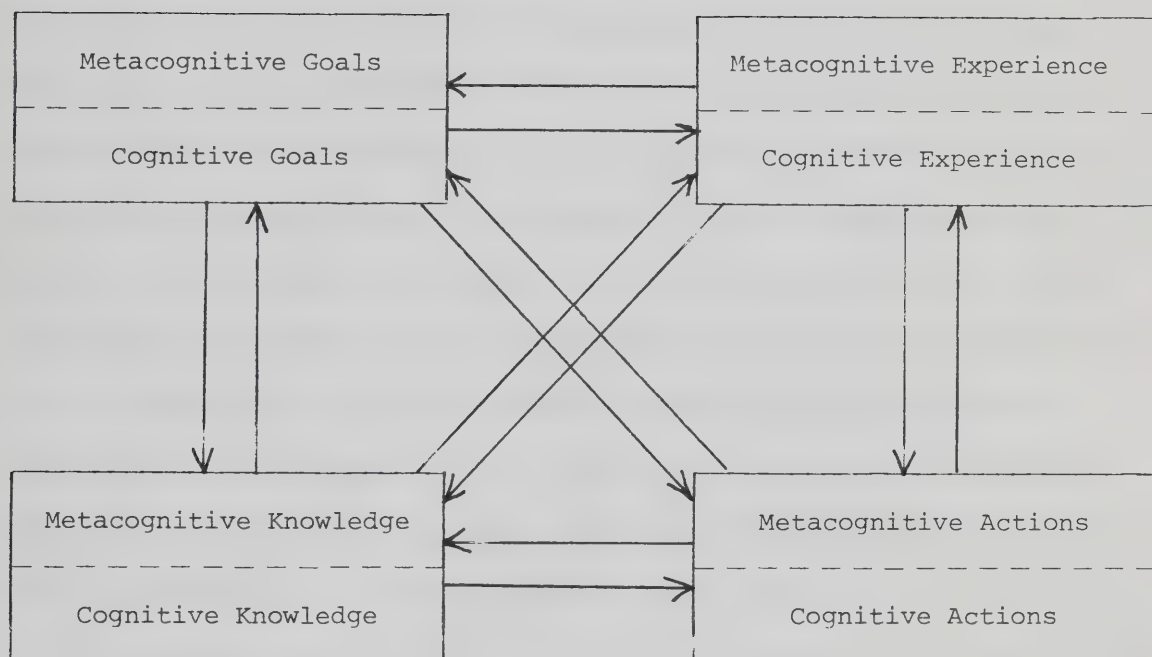 Metacognitive Goals
Cognitive Goals
Metacognitive Experience
Cognitive Experience
Metacognitive Knowledge
Cognitive Knowledge
Metacognitive Actions
Cognitive Actions